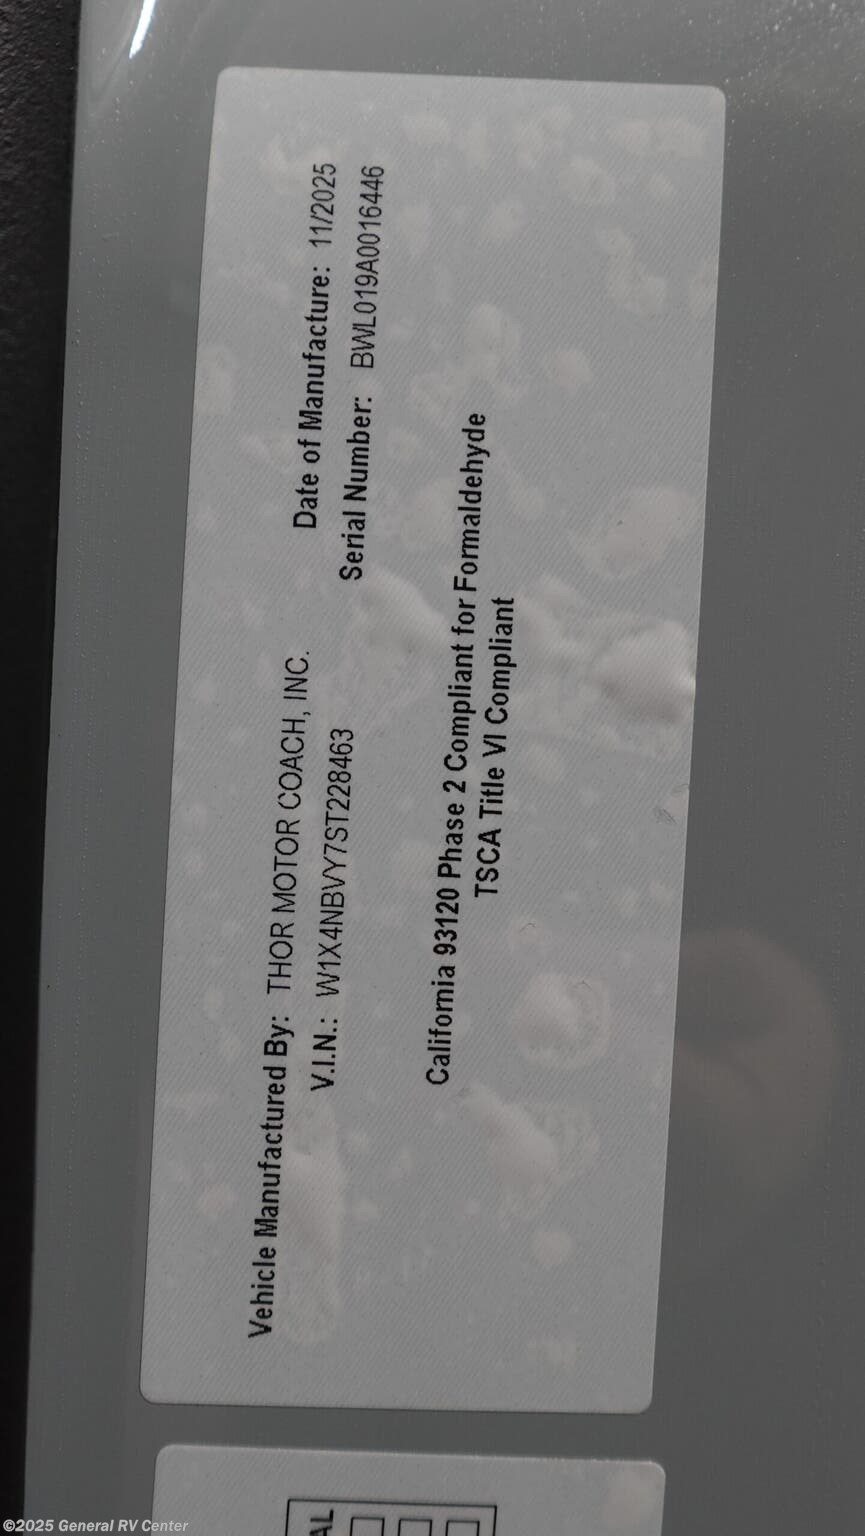 Vehicle Manufactured By: THOR MOTOR COACH, INC. Date of Manufacture: 11/2025
V.I.N.: W1X4NBVY7ST228463 Serial Number: BWL019A0016446
California 93120 Phase 2 Compliant for Formaldehyde
TSCA Title VI Compliant
AL
©2025 General RV Center